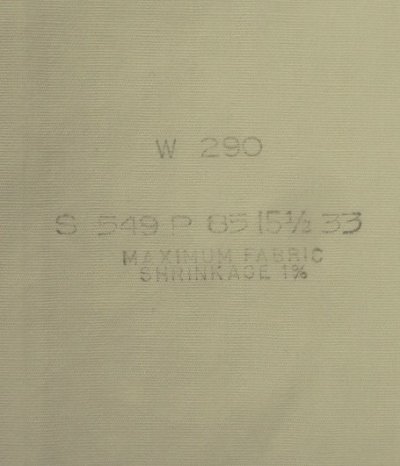 W 290
S 549 P 85 15½ 33
MAXIMUM FABRIC
SHRINKAGE 1%